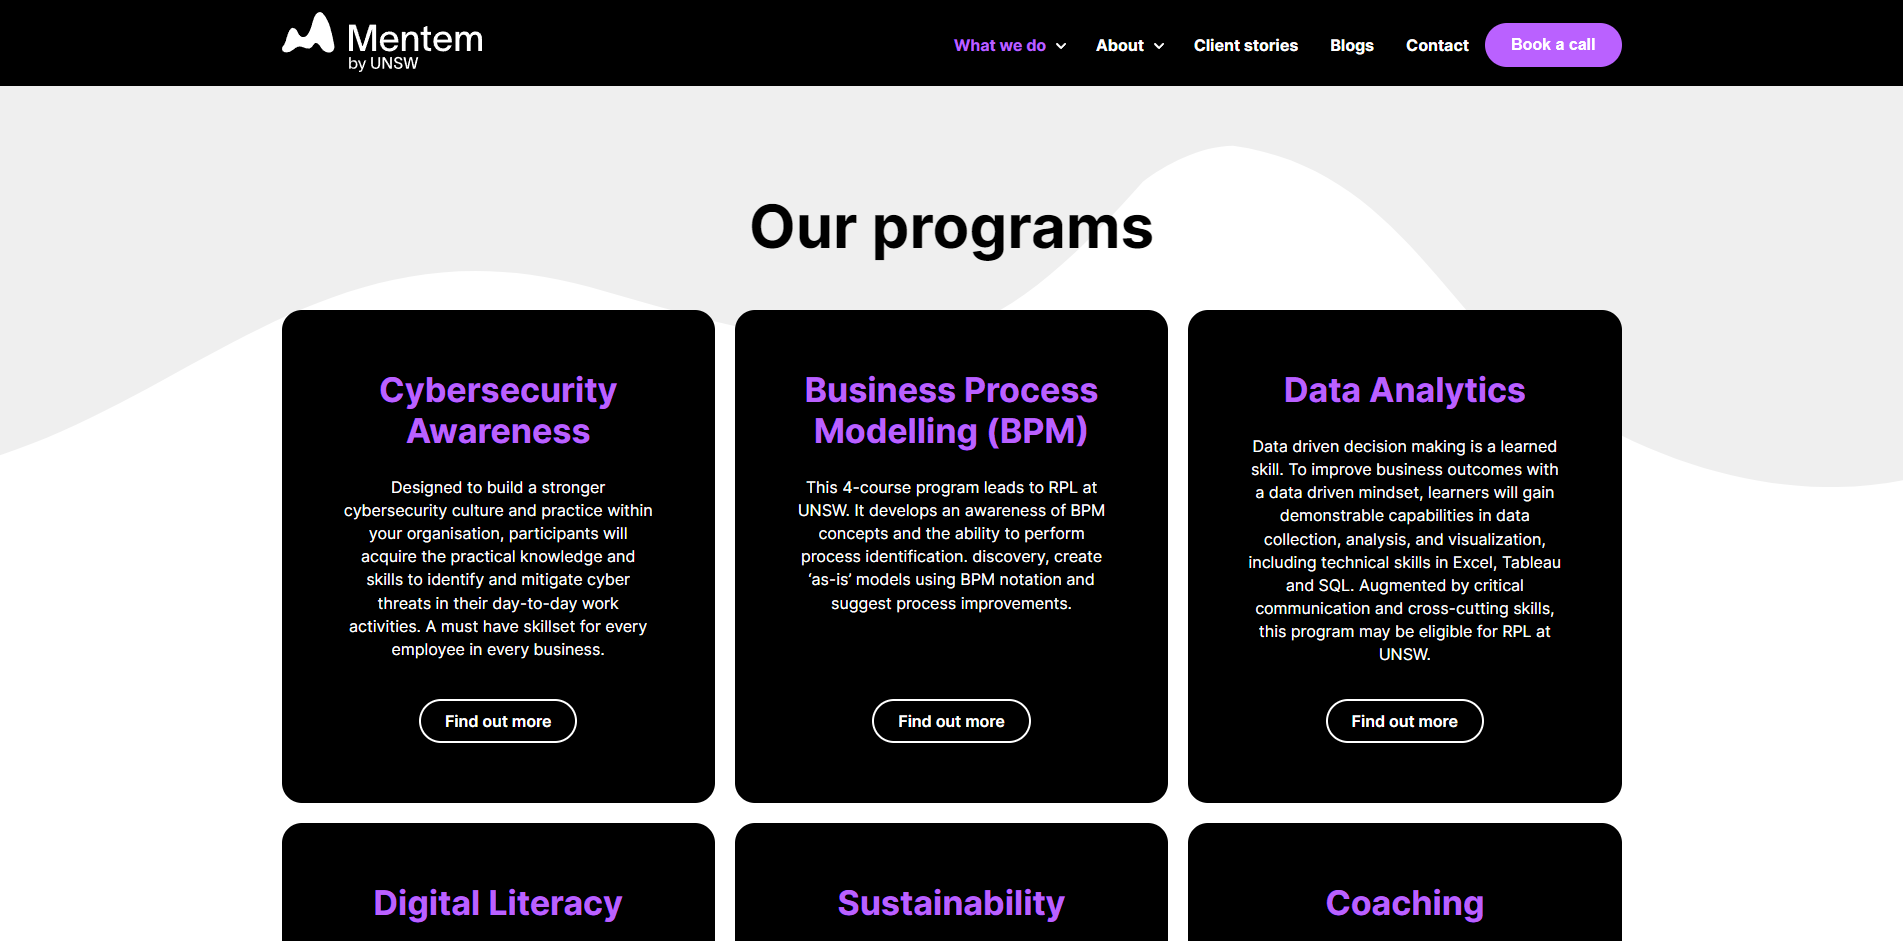 Mentem
by UNSW
What we do
About
Client stories
Blogs
Contact
Book a call
Our programs
Cybersecurity
Awareness
Designed to build a stronger
cybersecurity culture and practice within
your organisation, participants will
acquire the practical knowledge and
skills to identify and mitigate cyber
threats in their day-to-day work
activities. A must have skillset for every
employee in every business.
Find out more
Business Process
Modelling (BPM)
This 4-course program leads to RPL at
UNSW. It develops an awareness of BPM
concepts and the ability to perform
process identification. discovery, create
‘as-is’ models using BPM notation and
suggest process improvements.
Find out more
Data Analytics
Data driven decision making is a learned
skill. To improve business outcomes with
a data driven mindset, learners will gain
demonstrable capabilities in data
collection, analysis, and visualization,
including technical skills in Excel, Tableau
and SQL. Augmented by critical
communication and cross-cutting skills,
this program may be eligible for RPL at
UNSW.
Find out more
Digital Literacy
Sustainability
Coaching